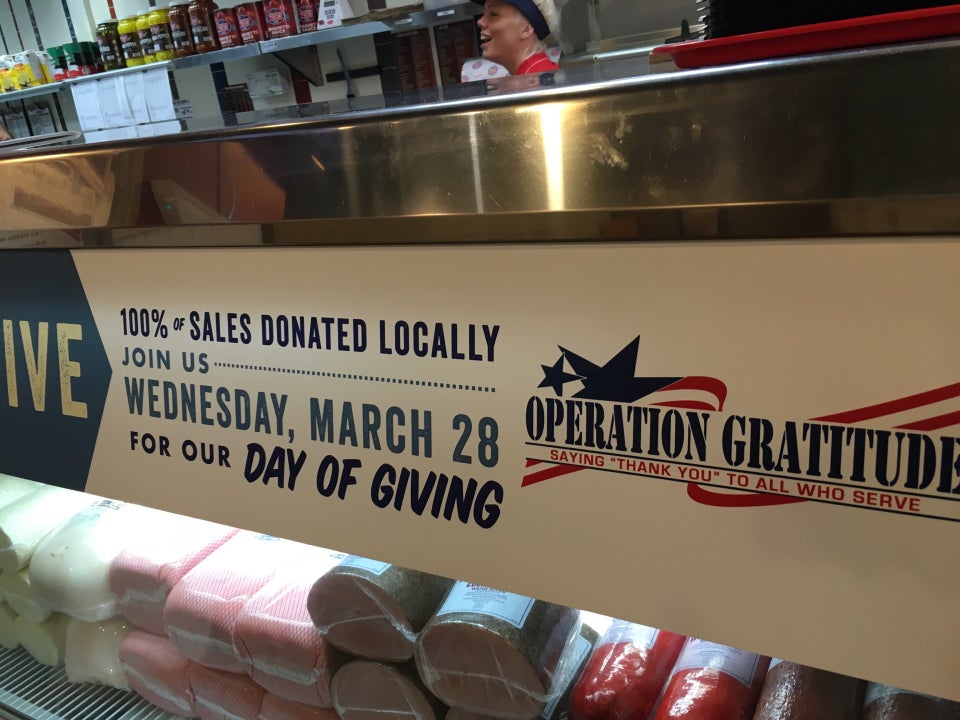 IVE
100% OF SALES DONATED LOCALLY
JOIN US
WEDNESDAY, MARCH 28
FOR OUR DAY OF GIVING
OPERATION GRATITUDE
SAYING "THANK YOU" TO ALL WHO SERVE